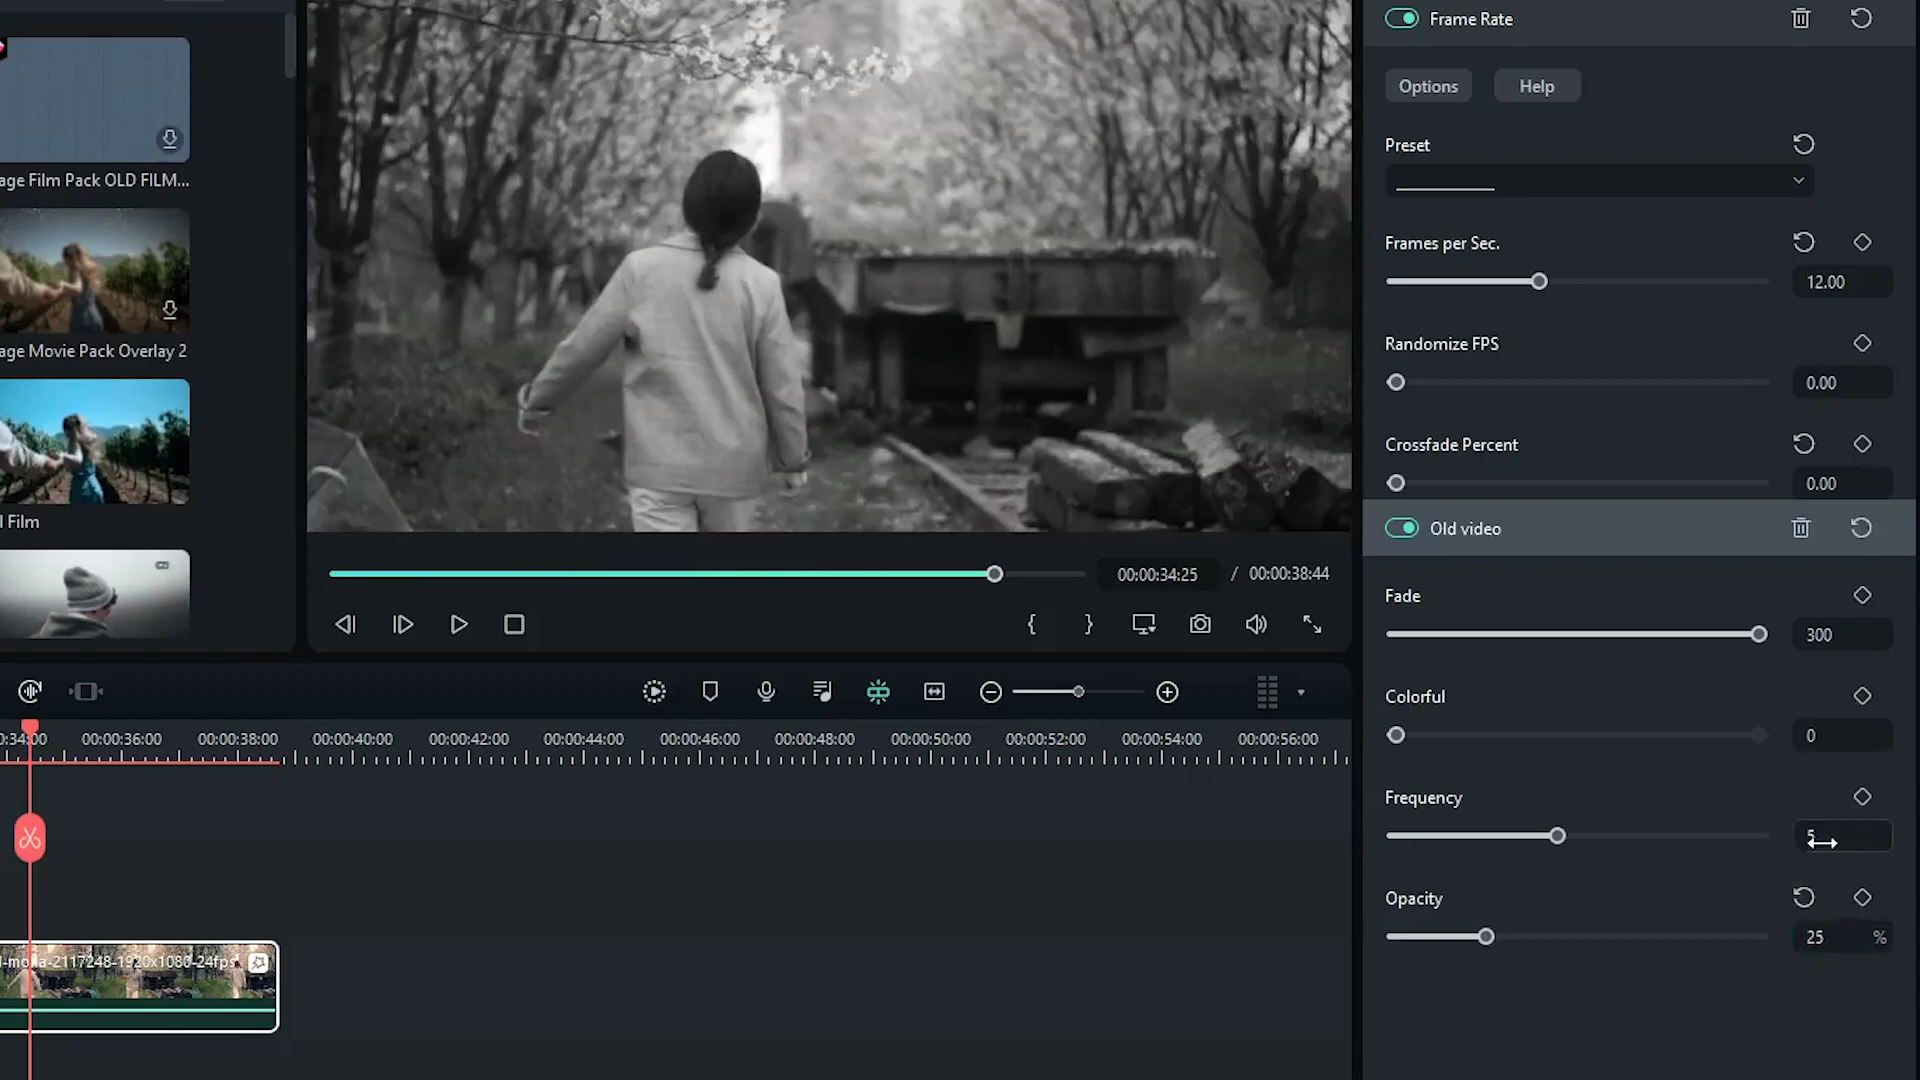 age Film Pack OLD FILM...
age Movie Pack Overlay 2
l Film
00:00:34:25 / 00:00:38:44
00:00:36:00 00:00:38:00 00:00:40:00 00:00:42:00 00:00:44:00 00:00:46:00 00:00:48:00 00:00:50:00 00:00:52:00 00:00:54:00 00:00:56:00
-2117248-1920x1080-24fps
Frame Rate
Options Help
Preset
Frames per Sec.
12.00
Randomize FPS
0.00
Crossfade Percent
0.00
Old video
Fade
300
Colorful
0
Frequency
5
Opacity
25 %